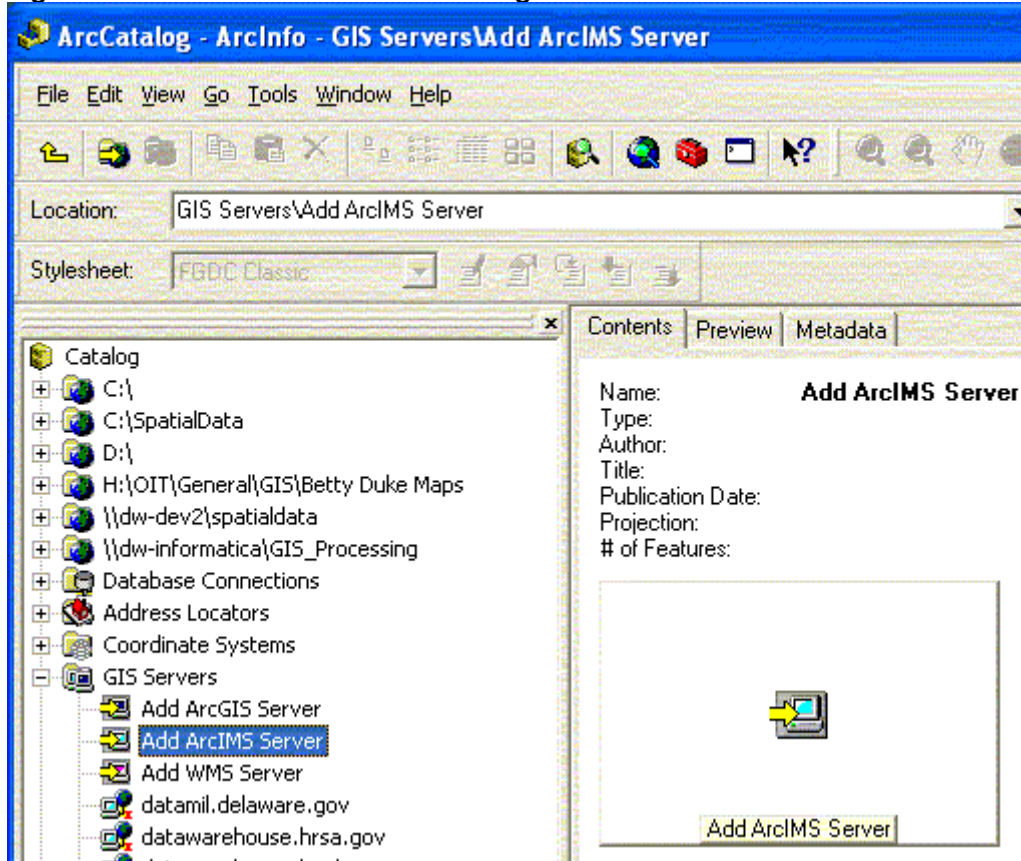 ArcCatalog - ArcInfo - GIS Servers\Add ArcIMS Server
File Edit View Go Tools Window Help
Location: GIS Servers\Add ArcIMS Server
Stylesheet: FGDC Classic
Contents Preview Metadata
Catalog
C:\
C:\SpatialData
D:\
H:\OIT\General\GIS\Betty Duke Maps
\\dw-dev2\spatialdata
\\dw-informatica\GIS_Processing
Database Connections
Address Locators
Coordinate Systems
GIS Servers
Add ArcGIS Server
Add ArcIMS Server
Add WMS Server
datamil.delaware.gov
datawarehouse.hrsa.gov
Name: Add ArcIMS Server
Type:
Author:
Title:
Publication Date:
Projection:
# of Features:
Add ArcIMS Server